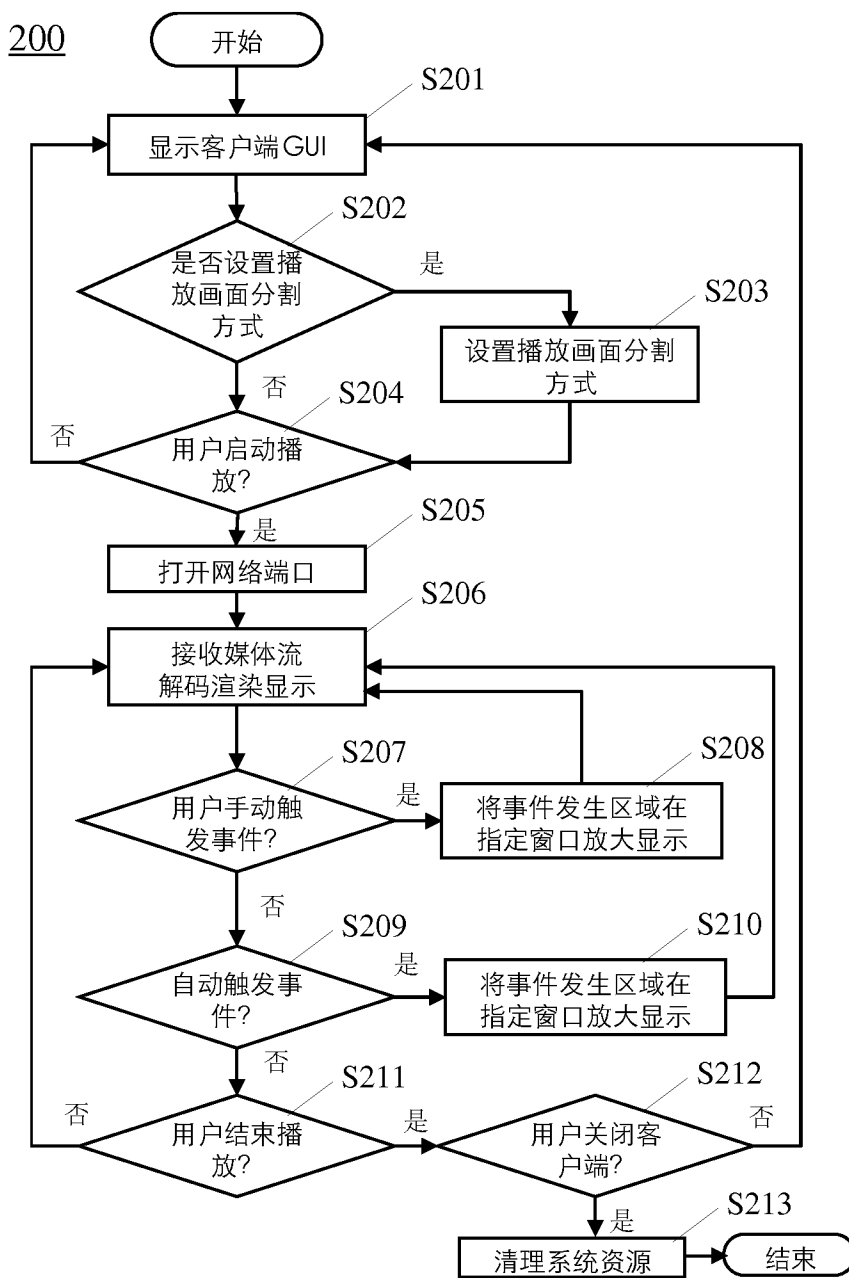 200
开始
S201
显示客户端GUI
S202
是否设置播
放画面分割
方式
是
S203
设置播放画面分割
方式
否
S204
用户启动播
放?
否
是
S205
打开网络端口
S206
接收媒体流
解码渲染显示
S207
用户手动触
发事件?
是
S208
将事件发生区域在
指定窗口放大显示
否
S209
自动触发事
件?
是
S210
将事件发生区域在
指定窗口放大显示
否
S211
用户结束播
放?
否
是
S212
用户关闭客
户端?
否
是
S213
清理系统资源
结束